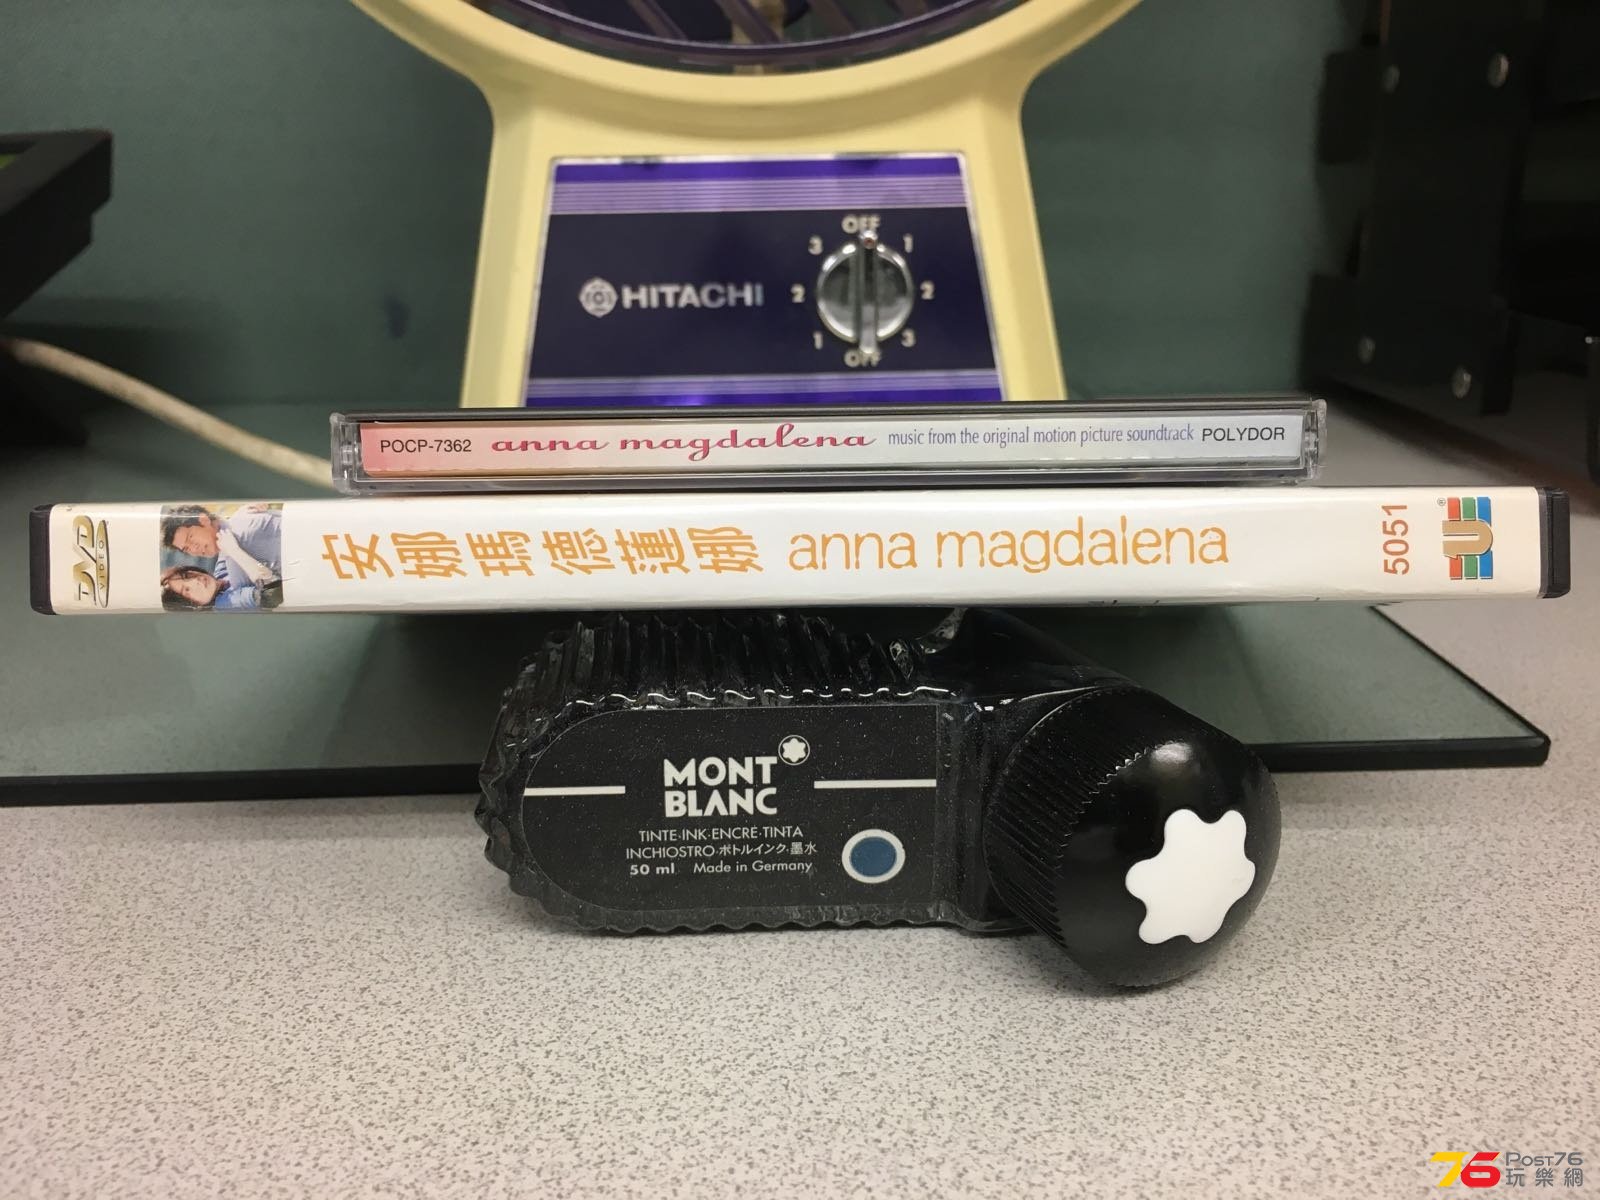 OFF
3 1
HITACHI
2 2
1 3
OFF
POCP-7362 anna magdalena music from the original motion picture soundtrack POLYDOR
DVD
VIDEO
安娜瑪德蓮娜 anna magdalena
5051
U
®
MONT
BLANC
TINTE·INK·ENCRE·TINTA
INCHIOSTRO·ボトルインク·墨水
50 ml Made in Germany
76 POST76
玩樂網